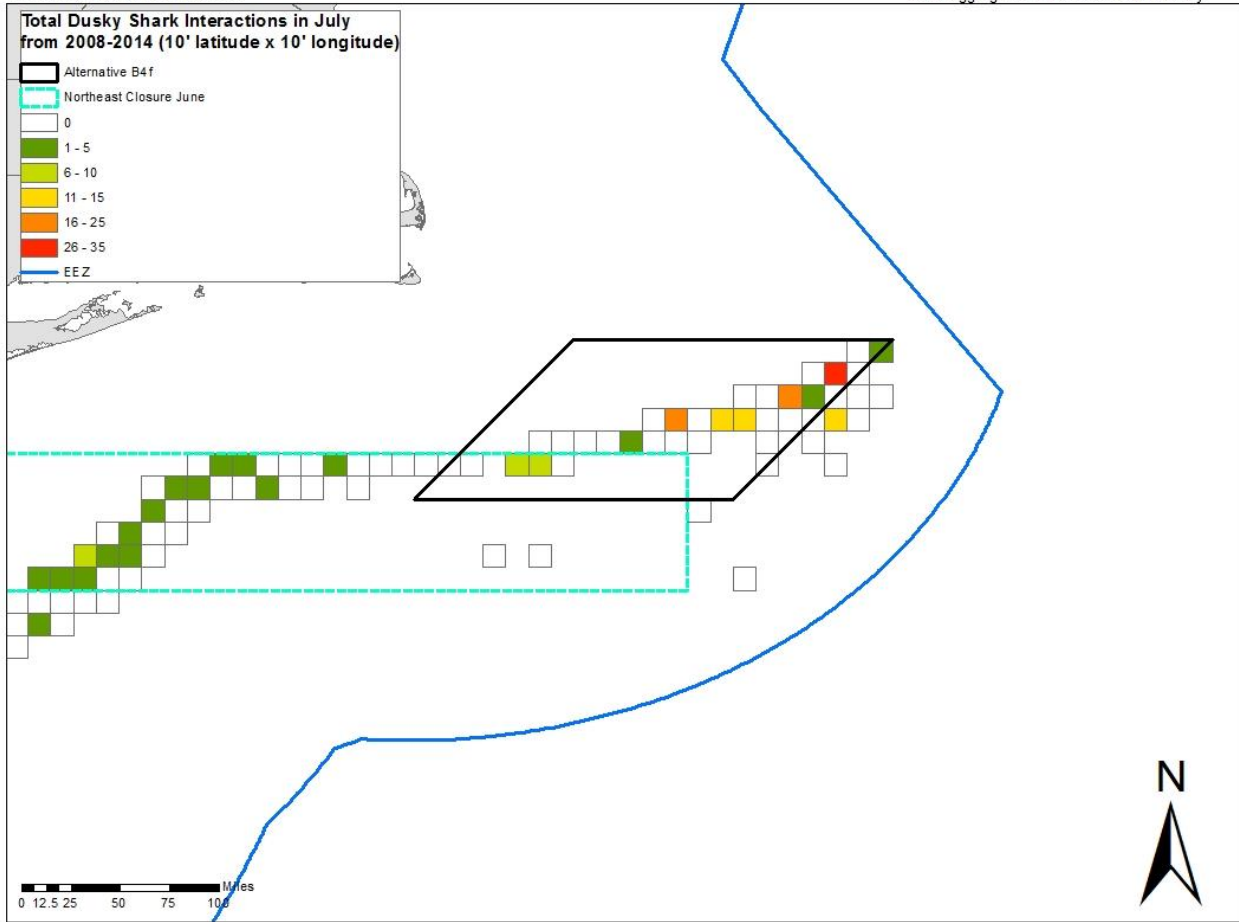 Total Dusky Shark Interactions in July
from 2008-2014 (10' latitude x 10' longitude)
Alternative B4f
Northeast Closure June
0
1 - 5
6 - 10
11 - 15
16 - 25
26 - 35
EEZ
N
Miles
0 12.5 25 50 75 100